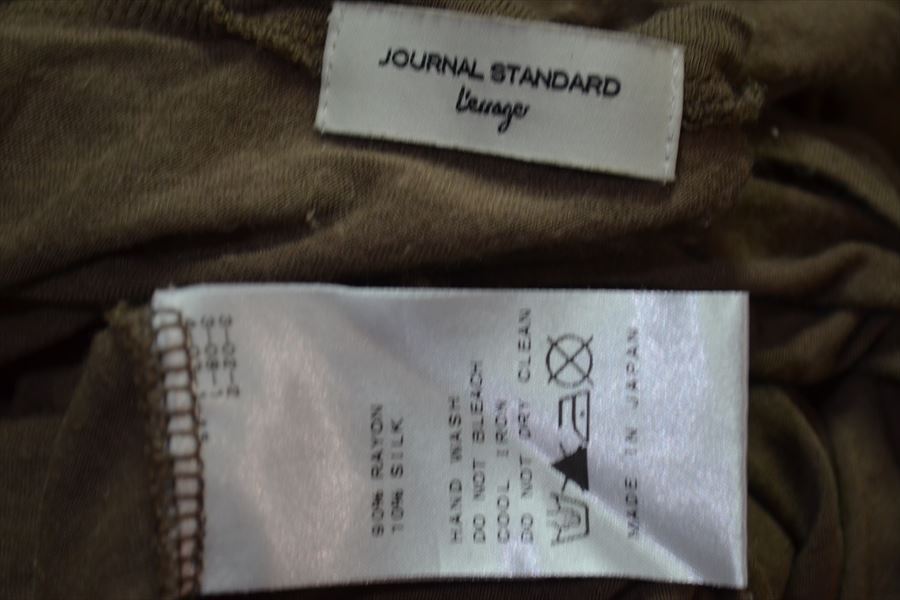 JOURNAL STANDARD
L'essage
90% RAYON
10% SILK
HAND WASH
DO NOT BLEACH
COOL IRON
DO NOT DRY CLEAN
MADE IN JAPAN